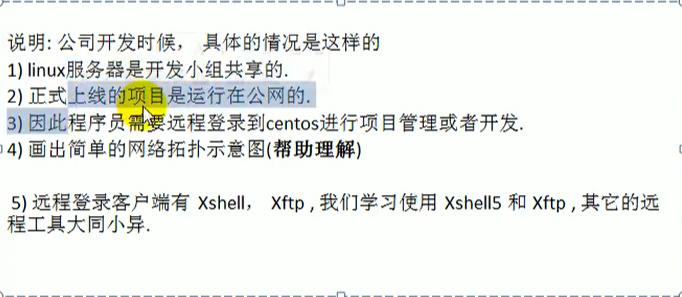 说明: 公司开发时候， 具体的情况是这样的
1) linux服务器是开发小组共享的.
2) 正式上线的项目是运行在公网的.
3) 因此程序员需要远程登录到centos进行项目管理或者开发.
4) 画出简单的网络拓扑示意图(帮助理解)
5) 远程登录客户端有 Xshell， Xftp , 我们学习使用 Xshell5 和 Xftp , 其它的远
程工具大同小异.